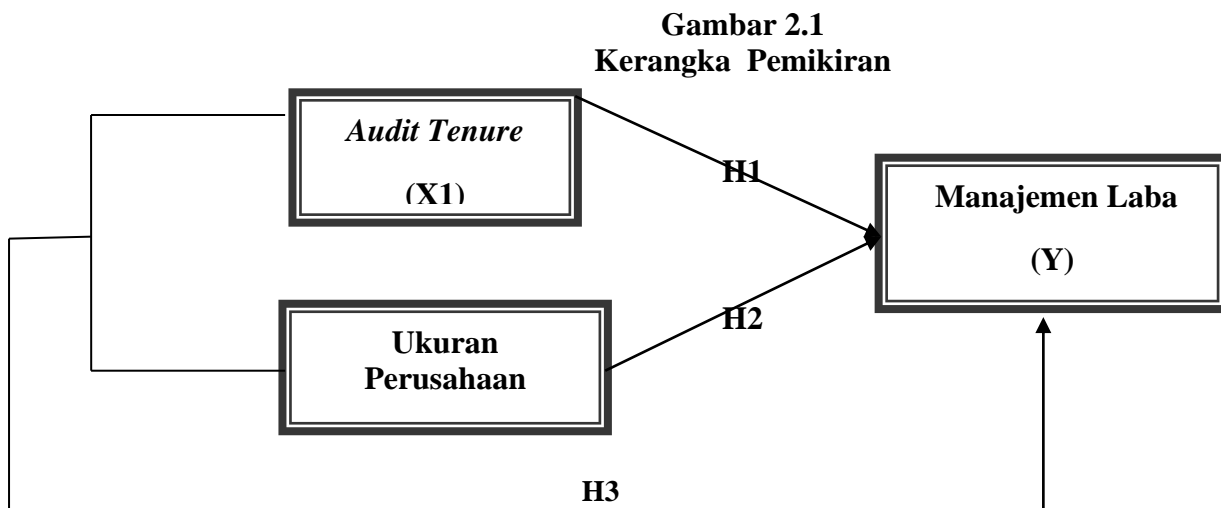 Gambar 2.1
Kerangka Pemikiran
Audit Tenure
(X1)
H1
Manajemen Laba
(Y)
H2
Ukuran
Perusahaan
H3